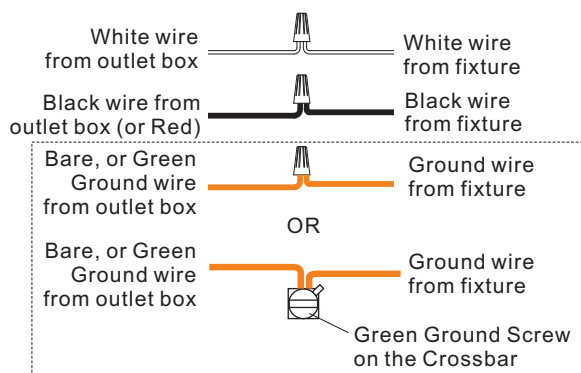 White wire
from outlet box
White wire
from fixture
Black wire from
outlet box (or Red)
Black wire
from fixture
Bare, or Green
Ground wire
from outlet box
Ground wire
from fixture
OR
Bare, or Green
Ground wire
from outlet box
Ground wire
from fixture
Green Ground Screw
on the Crossbar